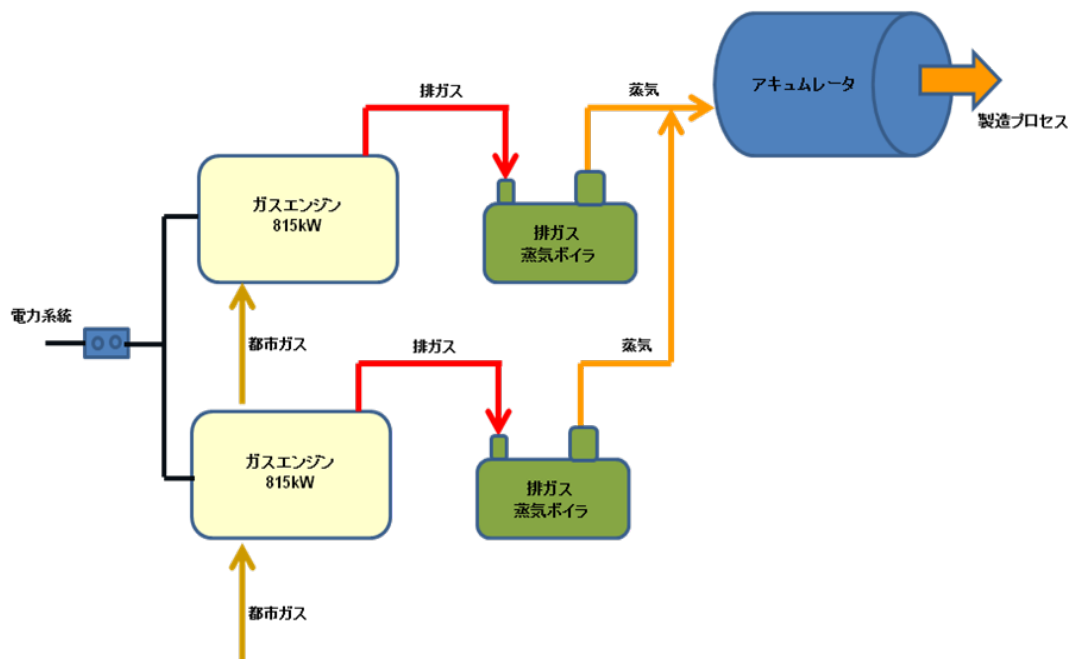 排ガス
蒸気
アキュムレータ
製造プロセス
ガスエンジン
815kW
排ガス
蒸気ボイラ
電力系統
都市ガス
排ガス
蒸気
ガスエンジン
815kW
排ガス
蒸気ボイラ
都市ガス